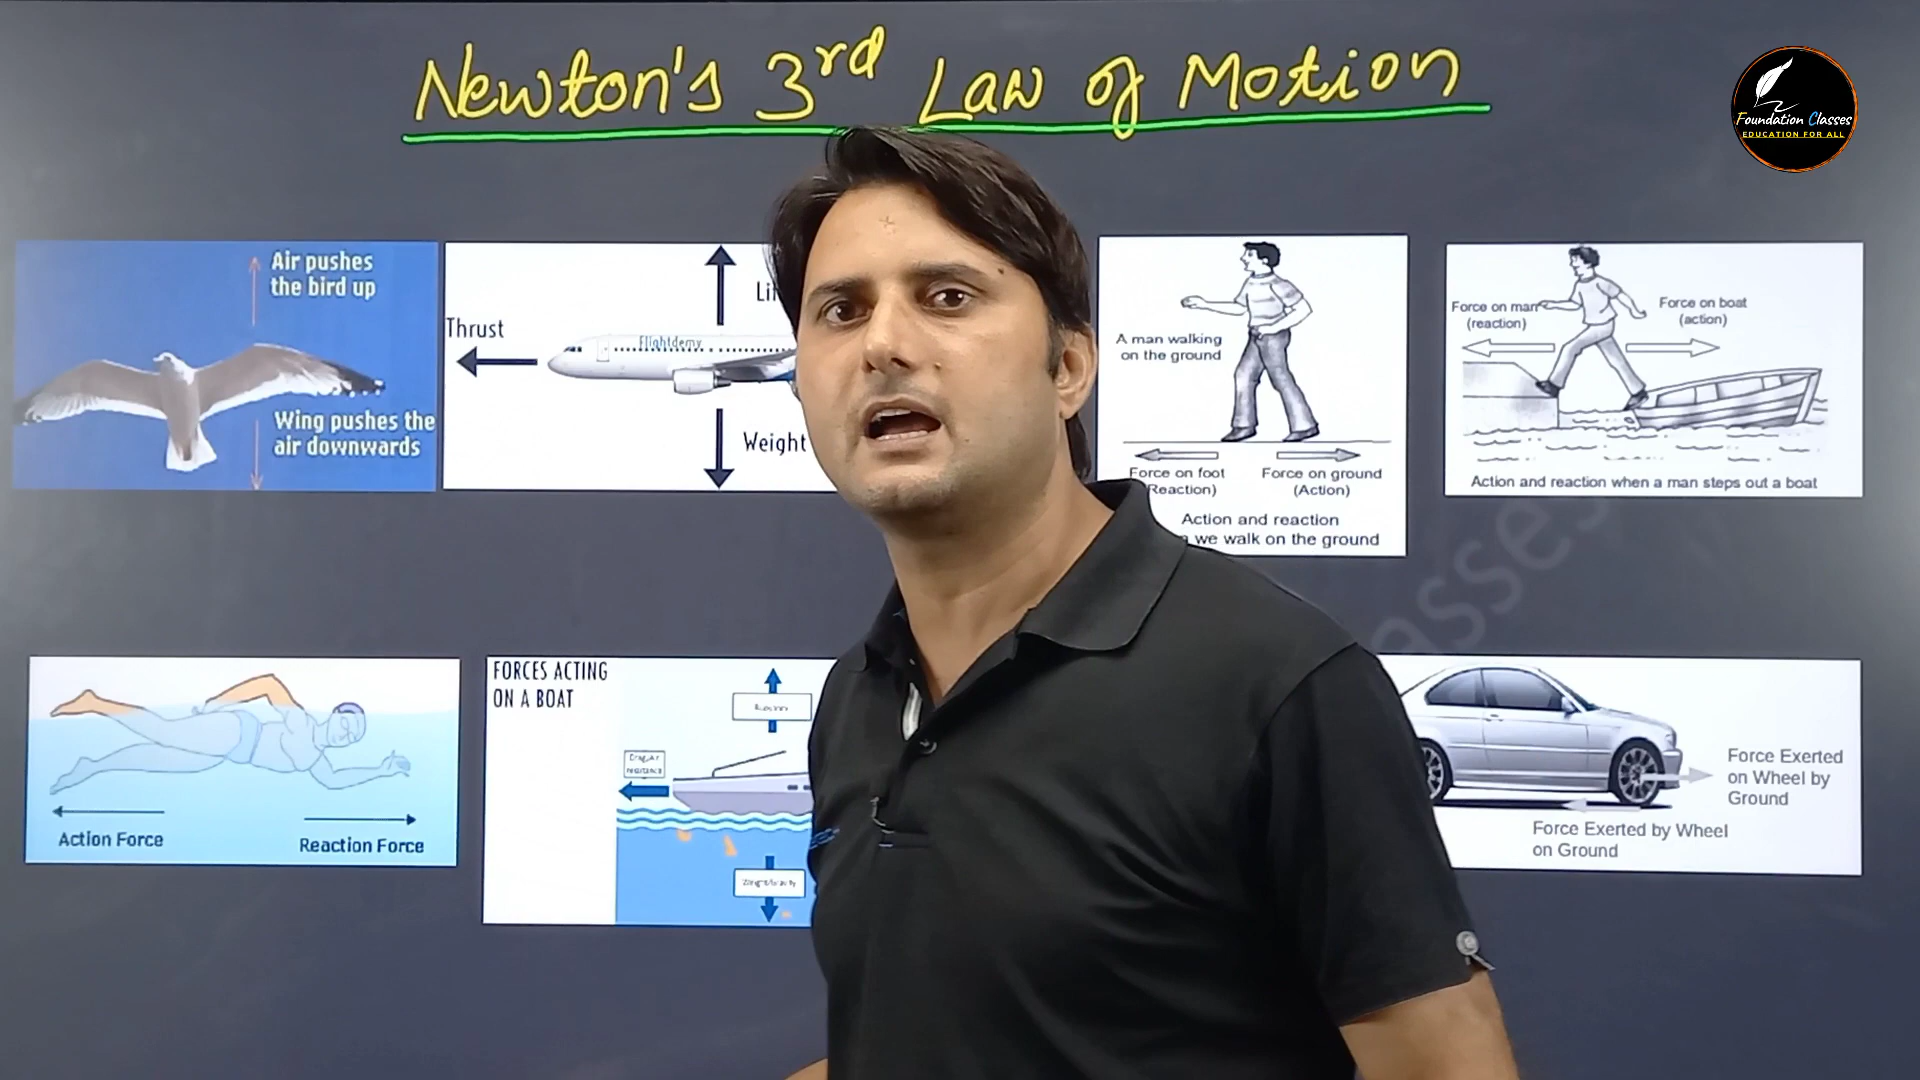 Newton's 3rd Law of Motion
Foundation Classes
EDUCATION FOR ALL
Air pushes
the bird up
Wing pushes the
air downwards
Thrust
Flightdemy
Weight
A man walking
on the ground
Force on foot
(Reaction)
Force on ground
(Action)
Action and reaction
we walk on the ground
Force on man
(reaction)
Force on boat
(action)
Action and reaction when a man steps out a boat
Action Force
Reaction Force
FORCES ACTING
ON A BOAT
Weight/Gravity
Force Exerted
on Wheel by
Ground
Force Exerted by Wheel
on Ground